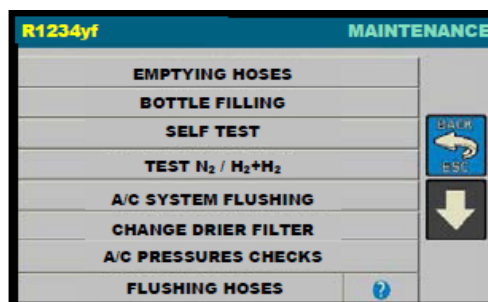 R1234yf MAINTENANCE
EMPTYING HOSES
BOTTLE FILLING
SELF TEST
BACK
TEST N₂ / H₂+H₂
ESC
A/C SYSTEM FLUSHING
CHANGE DRIER FILTER
A/C PRESSURES CHECKS
FLUSHING HOSES ?